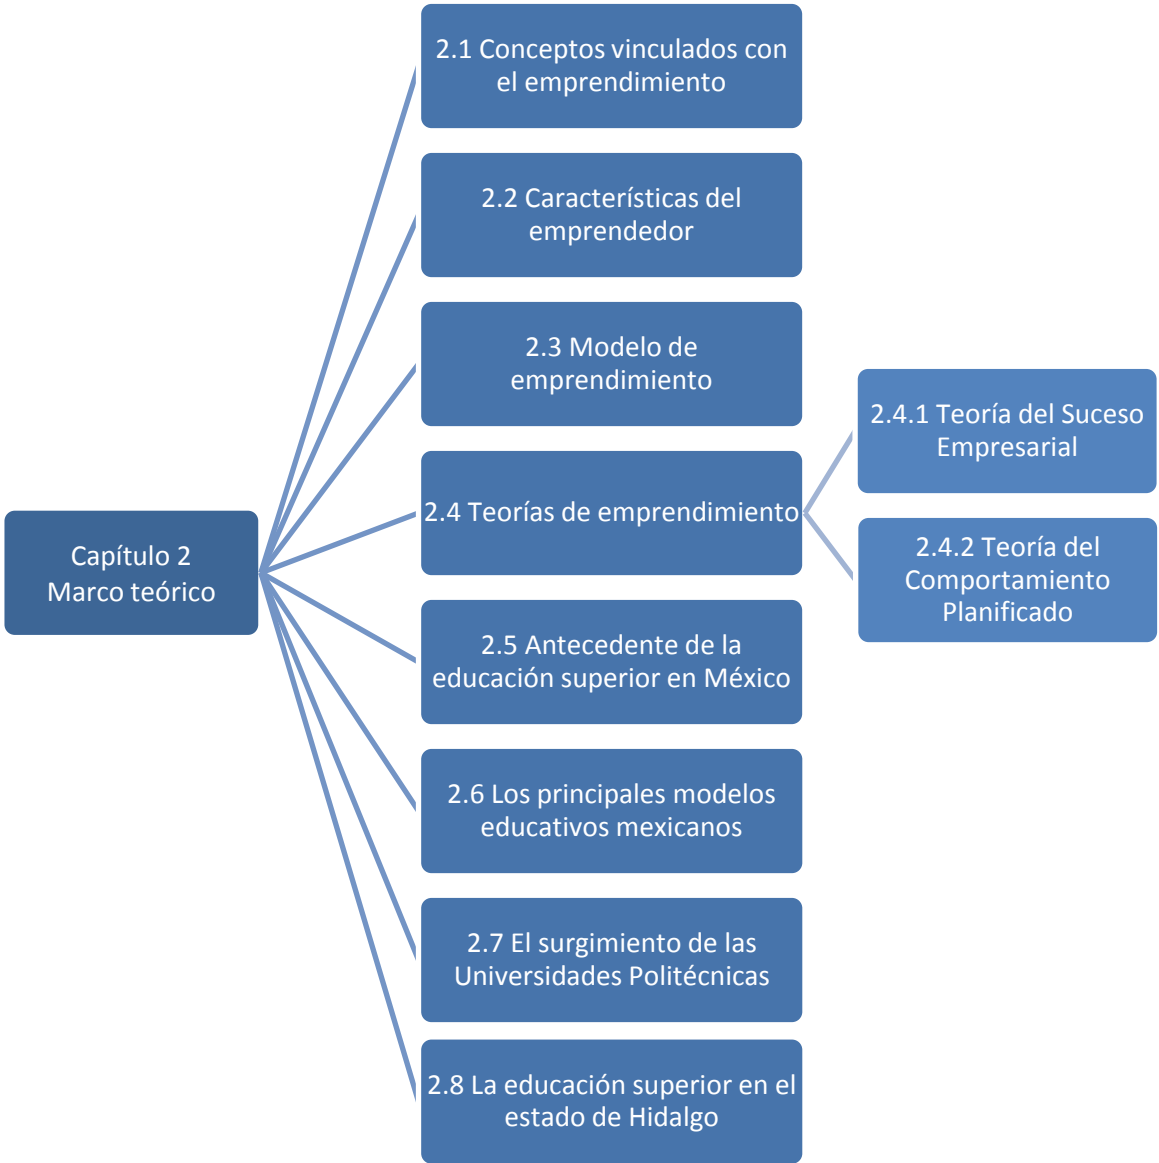 Capítulo 2
Marco teórico
2.1 Conceptos vinculados con
el emprendimiento
2.2 Características del
emprendedor
2.3 Modelo de
emprendimiento
2.4 Teorías de emprendimiento
2.4.1 Teoría del Suceso
Empresarial
2.4.2 Teoría del
Comportamiento
Planificado
2.5 Antecedente de la
educación superior en México
2.6 Los principales modelos
educativos mexicanos
2.7 El surgimiento de las
Universidades Politécnicas
2.8 La educación superior en el
estado de Hidalgo